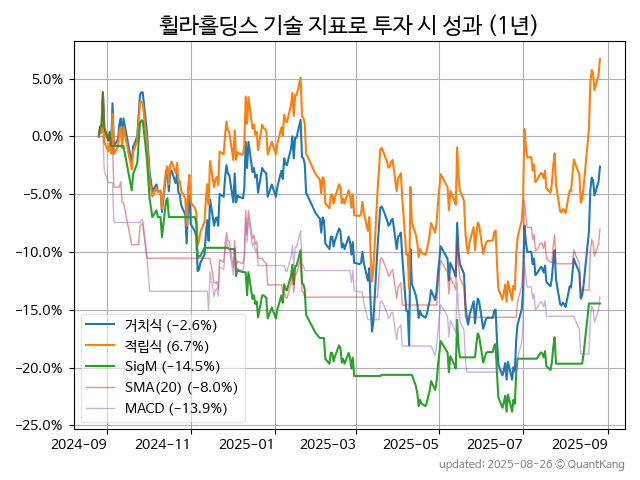 휠라홀딩스 기술 지표로 투자 시 성과 (1년)
5.0%
0.0%
−5.0%
−10.0%
−15.0%
−20.0%
−25.0%
거치식 (−2.6%)
적립식 (6.7%)
SigM (−14.5%)
SMA(20) (−8.0%)
MACD (−13.9%)
2024-09 2024-11 2025-01 2025-03 2025-05 2025-07 2025-09
updated: 2025-08-26 ⓒ QuantKang